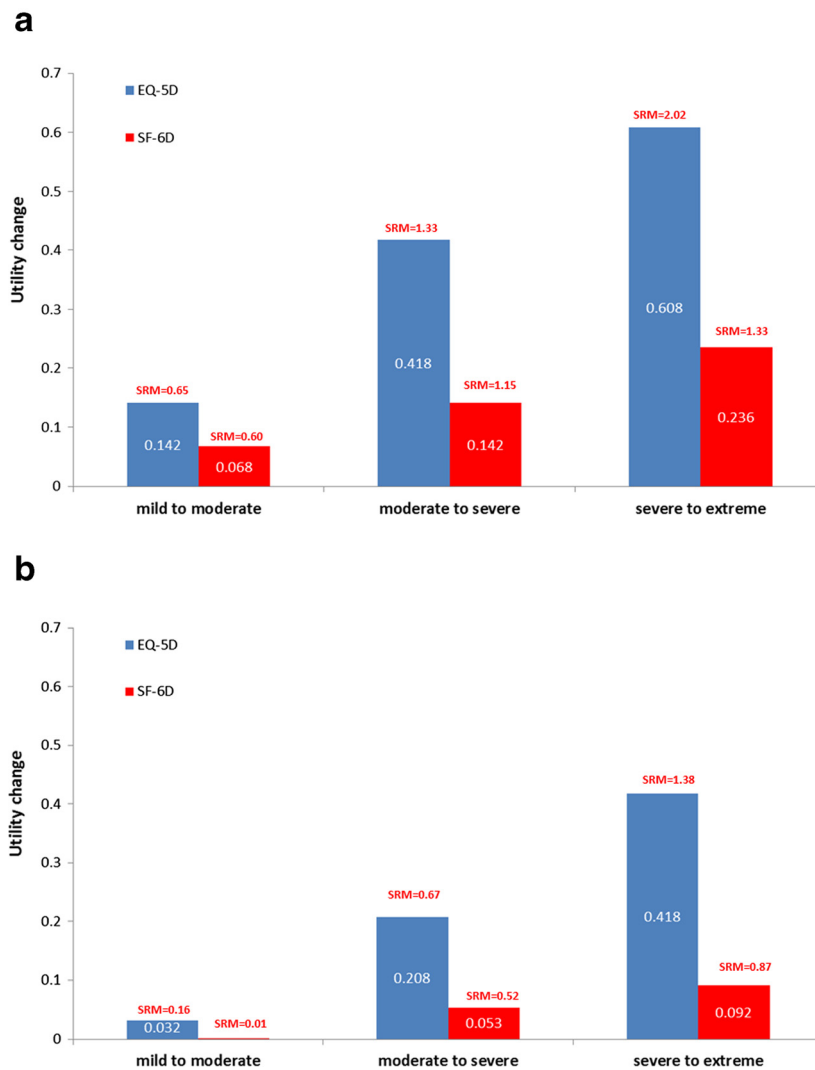 a
0.7
EQ-5D
SRM=2.02
0.6
SF-6D
0.5
SRM=1.33
Utility change
0.4
SRM=1.33
0.3
0.608
0.418
0.2
SRM=0.65
SRM=1.15
SRM=0.60
0.1
0.142
0.068
0.142
0.236
0
mild to moderate
moderate to severe
severe to extreme
b
0.7
EQ-5D
0.6
SF-6D
0.5
SRM=1.38
Utility change
0.4
0.3
SRM=0.67
0.2
0.418
0.208
SRM=0.87
0.1
SRM=0.16
SRM=0.01
SRM=0.52
0.032
0.053
0.092
0
mild to moderate
moderate to severe
severe to extreme